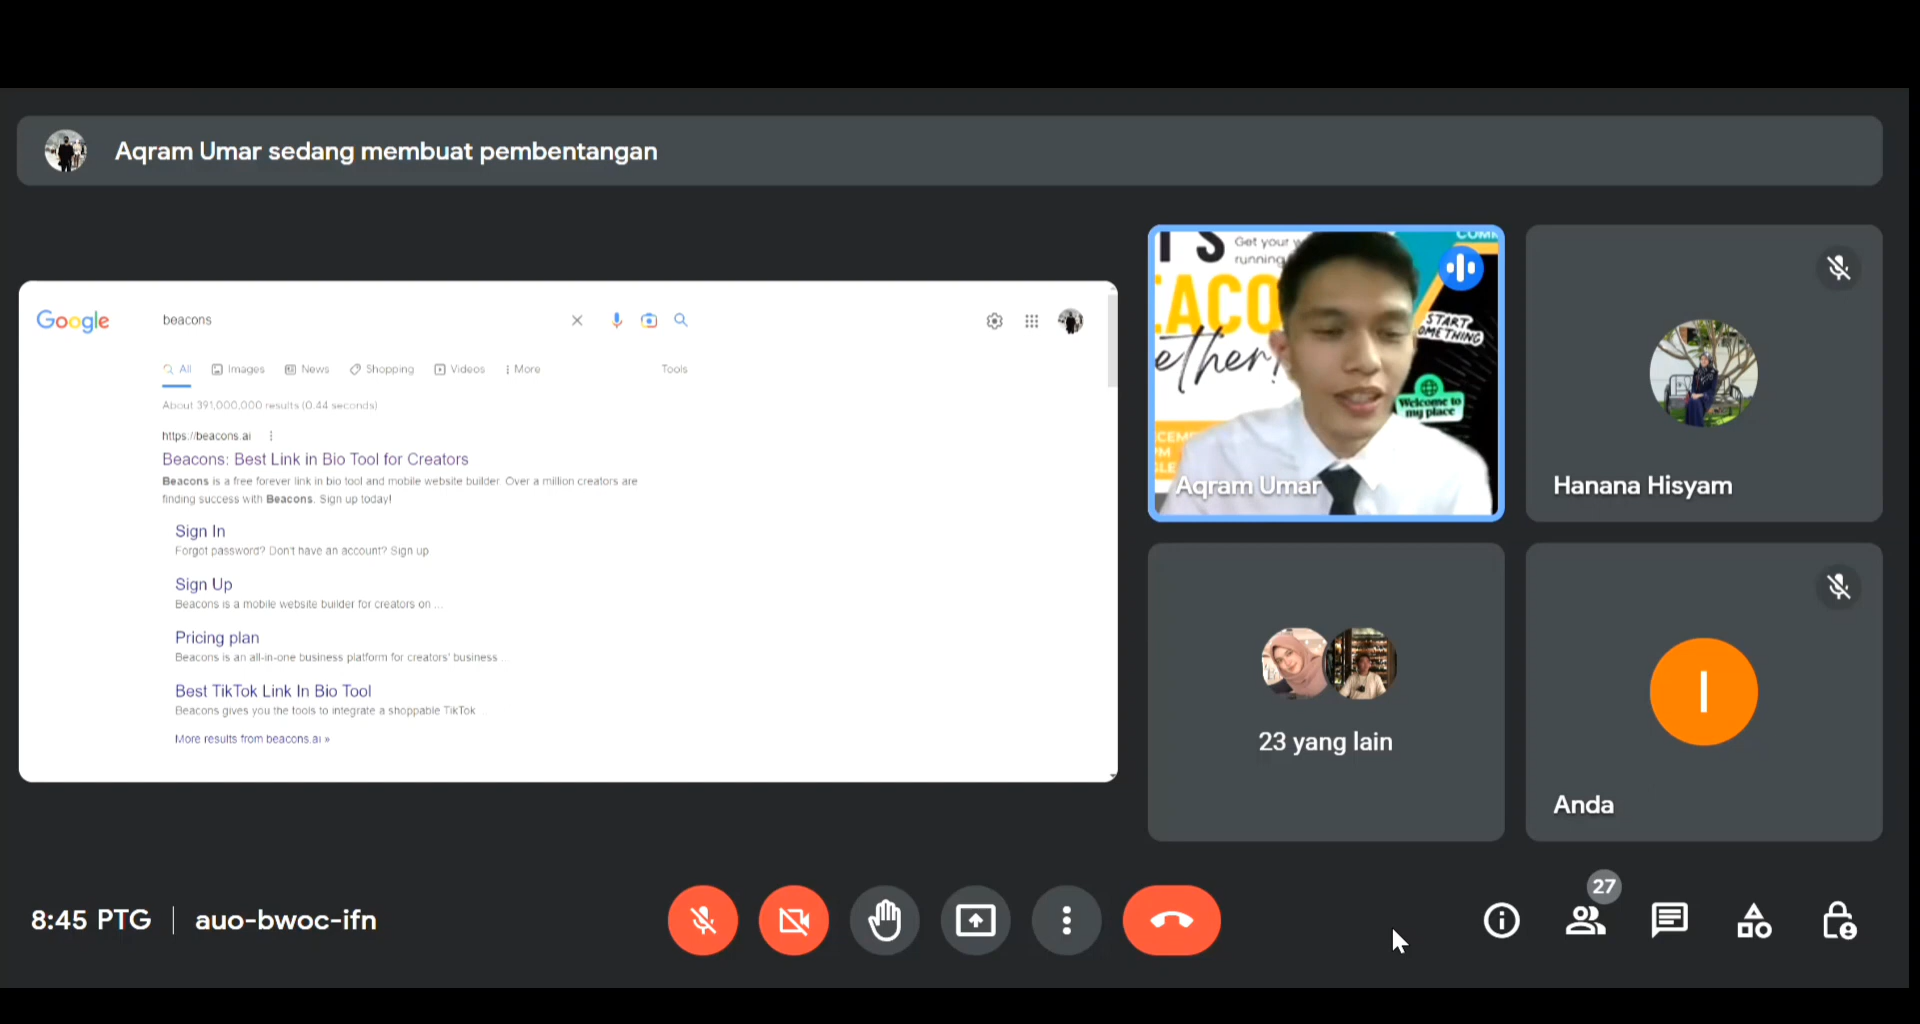 Aqram Umar sedang membuat pembentangan
Google
beacons
All
Images
News
Shopping
Videos
More
Tools
About 391,000,000 results (0.44 seconds)
https://beacons.ai
Beacons: Best Link in Bio Tool for Creators
Beacons is a free forever link in bio tool and mobile website builder. Over a million creators are
finding success with Beacons. Sign up today!
Sign In
Forgot password? Don't have an account? Sign up
Sign Up
Beacons is a mobile website builder for creators on ...
Pricing plan
Beacons is an all-in-one business platform for creators' business ...
Best TikTok Link In Bio Tool
Beacons gives you the tools to integrate a shoppable TikTok
More results from beacons.ai »
Get your
running
START
Welcome to
my place
Aqram Umar
Hanana Hisyam
23 yang lain
I
Anda
8:45 PTG
auo-bwoc-ifn
27